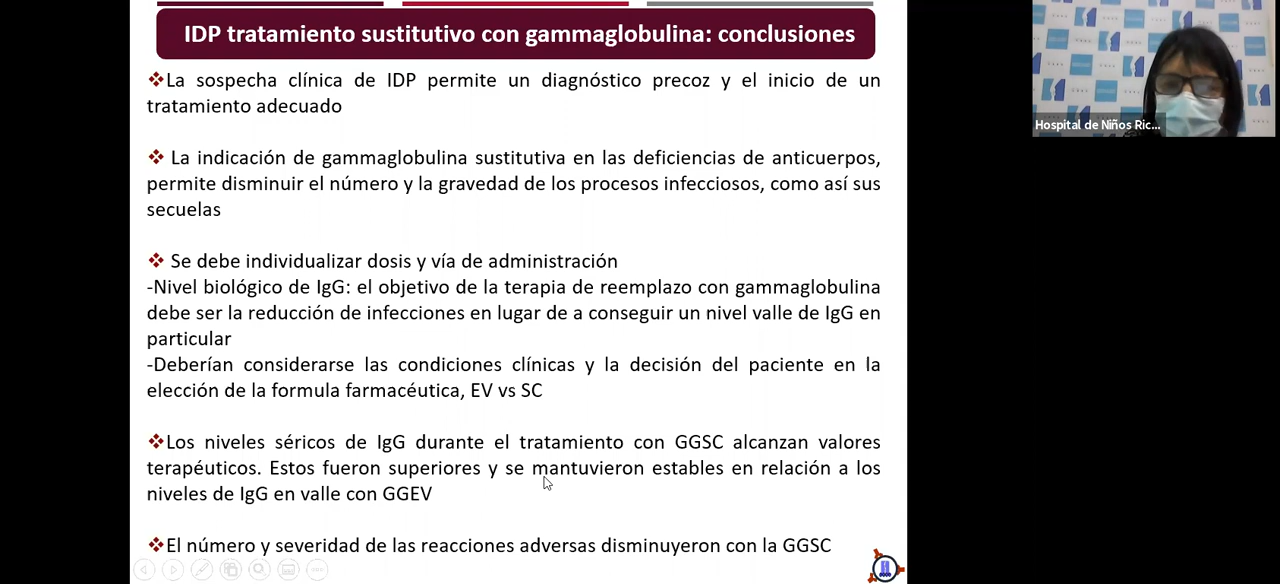 IDP tratamiento sustitutivo con gammaglobulina: conclusiones
❖La sospecha clínica de IDP permite un diagnóstico precoz y el inicio de un
tratamiento adecuado
❖ La indicación de gammaglobulina sustitutiva en las deficiencias de anticuerpos,
permite disminuir el número y la gravedad de los procesos infecciosos, como así sus
secuelas
❖ Se debe individualizar dosis y vía de administración
-Nivel biológico de IgG: el objetivo de la terapia de reemplazo con gammaglobulina
debe ser la reducción de infecciones en lugar de a conseguir un nivel valle de IgG en
particular
-Deberían considerarse las condiciones clínicas y la decisión del paciente en la
elección de la formula farmacéutica, EV vs SC
❖Los niveles séricos de IgG durante el tratamiento con GGSC alcanzan valores
terapéuticos. Estos fueron superiores y se mantuvieron estables en relación a los
niveles de IgG en valle con GGEV
❖El número y severidad de las reacciones adversas disminuyeron con la GGSC
Hospital de Niños Ric...